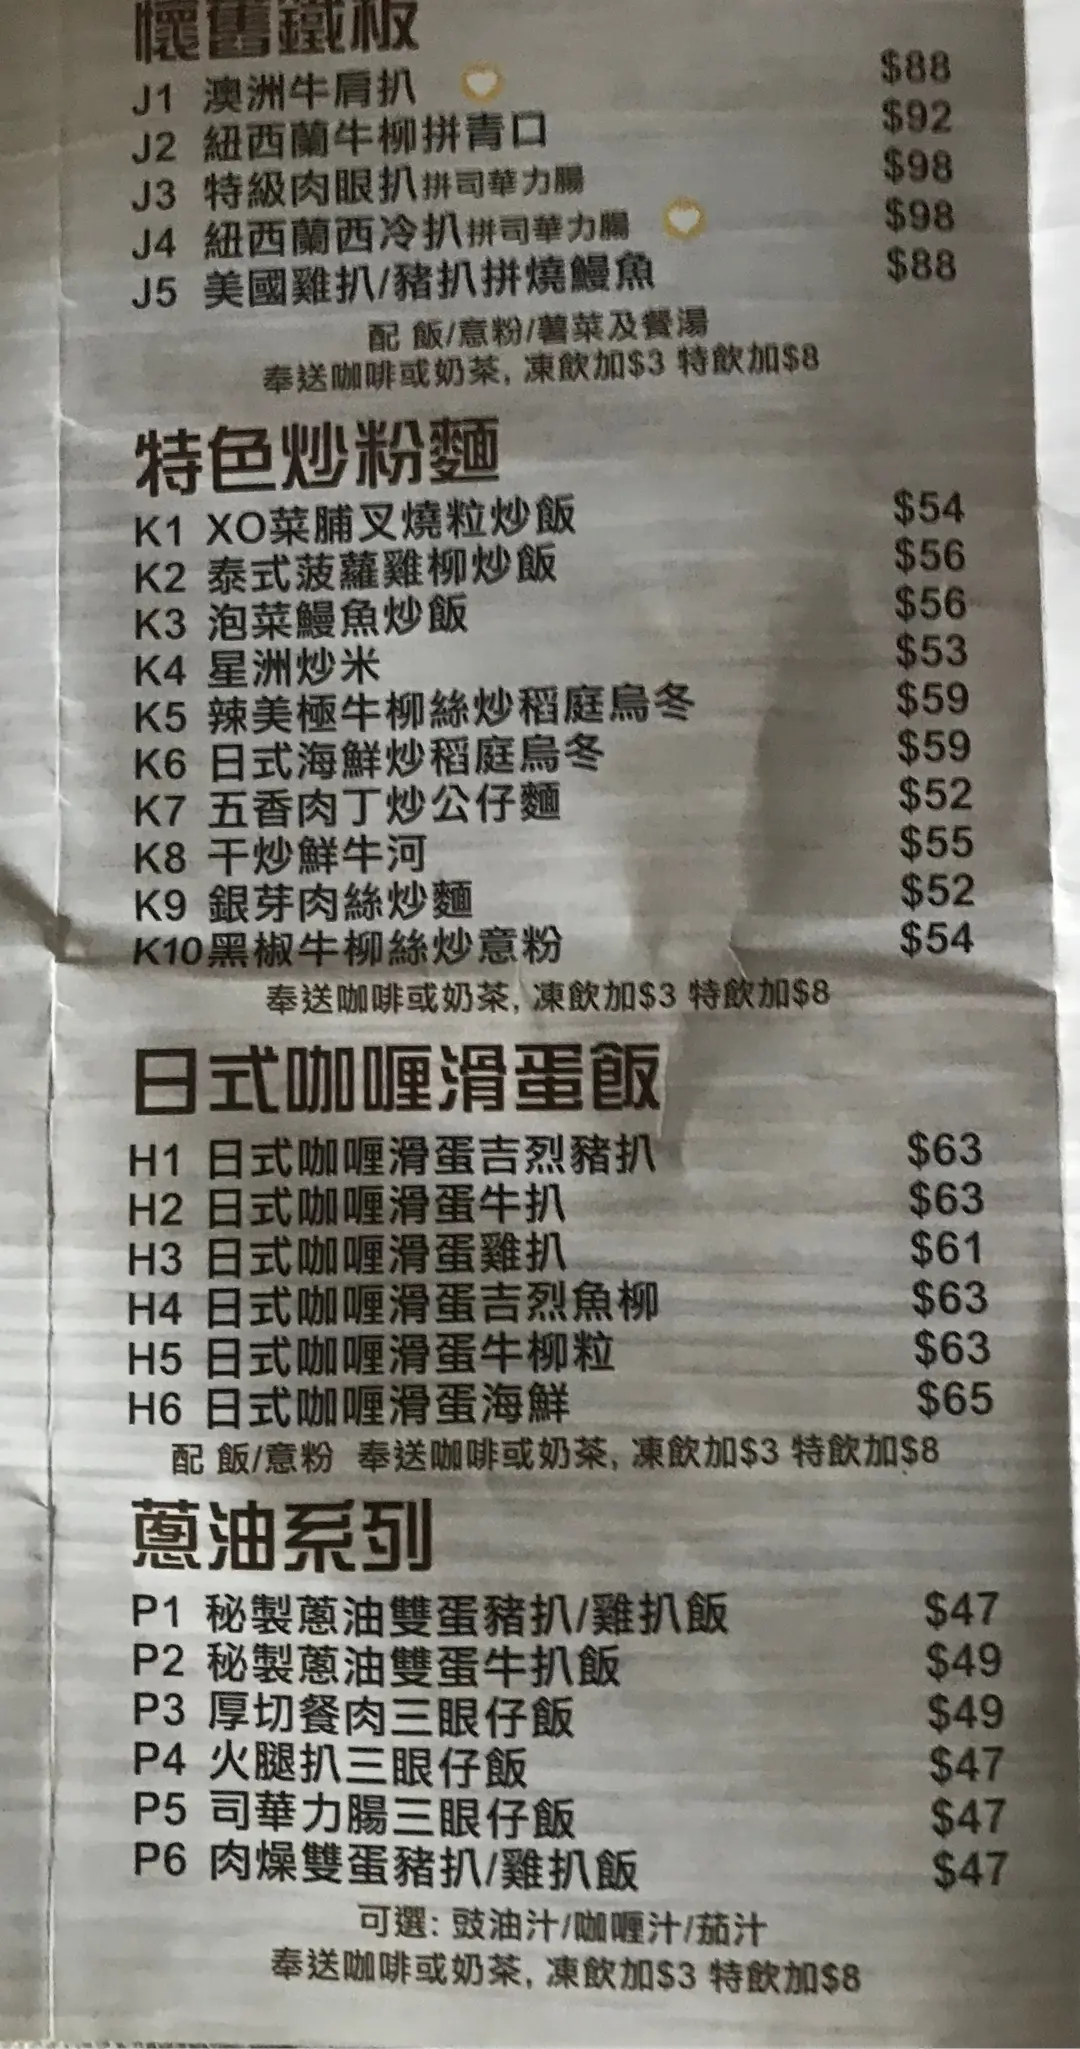 懷舊鐵板
J1 澳洲牛肩扒 $88
J2 紐西蘭牛柳拼青口 $92
J3 特級肉眼扒拼司華力腸 $98
J4 紐西蘭西冷扒拼司華力腸 $98
J5 美國雞扒/豬扒拼燒鰻魚 $88
配 飯/意粉/薯菜及餐湯
奉送咖啡或奶茶, 凍飲加$3 特飲加$8
特色炒粉麵
K1 XO菜脯叉燒粒炒飯 $54
K2 泰式菠蘿雞柳炒飯 $56
K3 泡菜鰻魚炒飯 $56
K4 星洲炒米 $53
K5 辣美極牛柳絲炒稻庭烏冬 $59
K6 日式海鮮炒稻庭烏冬 $59
K7 五香肉丁炒公仔麵 $52
K8 干炒鮮牛河 $55
K9 銀芽肉絲炒麵 $52
K10 黑椒牛柳絲炒意粉 $54
奉送咖啡或奶茶, 凍飲加$3 特飲加$8
日式咖喱滑蛋飯
H1 日式咖喱滑蛋吉烈豬扒 $63
H2 日式咖喱滑蛋牛扒 $63
H3 日式咖喱滑蛋雞扒 $61
H4 日式咖喱滑蛋吉烈魚柳 $63
H5 日式咖喱滑蛋牛柳粒 $63
H6 日式咖喱滑蛋海鮮 $65
配 飯/意粉 奉送咖啡或奶茶, 凍飲加$3 特飲加$8
蔥油系列
P1 秘製蔥油雙蛋豬扒/雞扒飯 $47
P2 秘製蔥油雙蛋牛扒飯 $49
P3 厚切餐肉三眼仔飯 $49
P4 火腿扒三眼仔飯 $47
P5 司華力腸三眼仔飯 $47
P6 肉燥雙蛋豬扒/雞扒飯 $47
可選: 豉油汁/咖喱汁/茄汁
奉送咖啡或奶茶, 凍飲加$3 特飲加$8